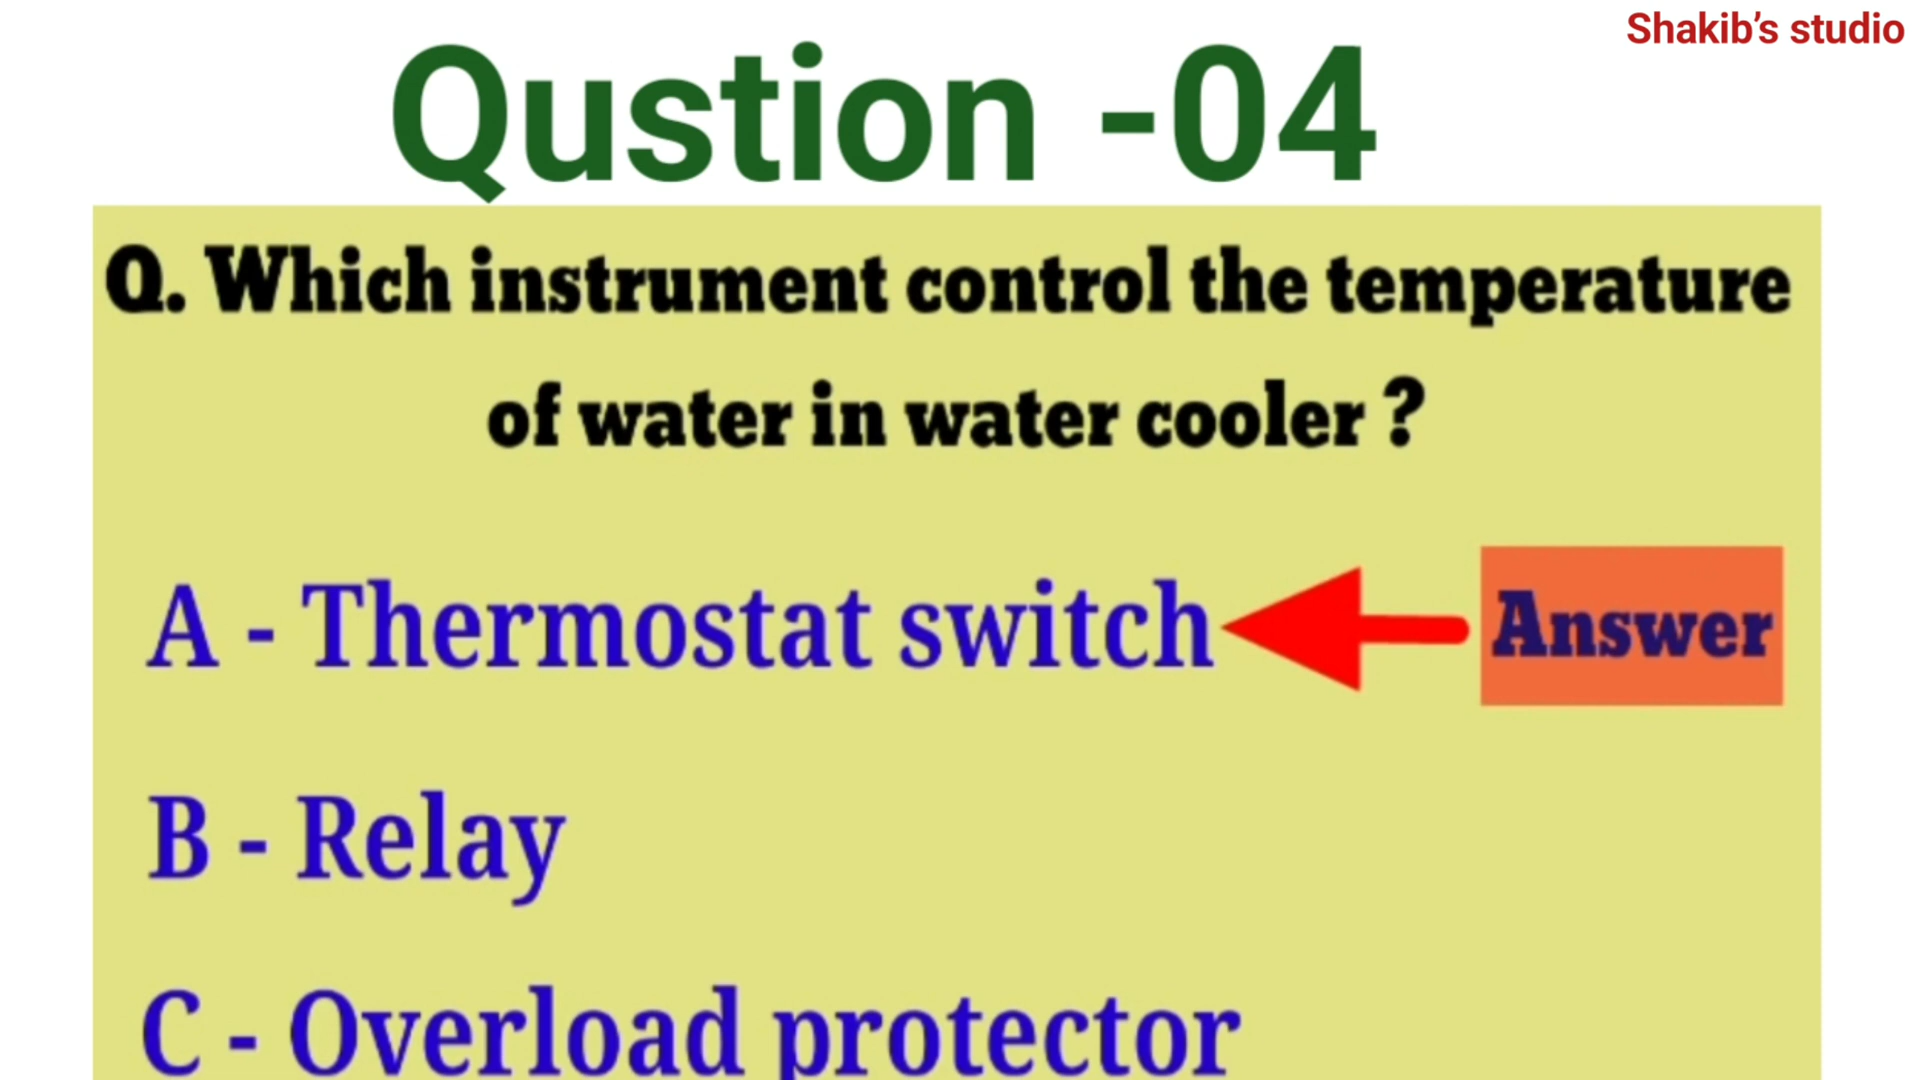 Shakib’s studio
Qustion -04
Q. Which instrument control the temperature
of water in water cooler ?
A - Thermostat switch
Answer
B - Relay
C - Overload protector